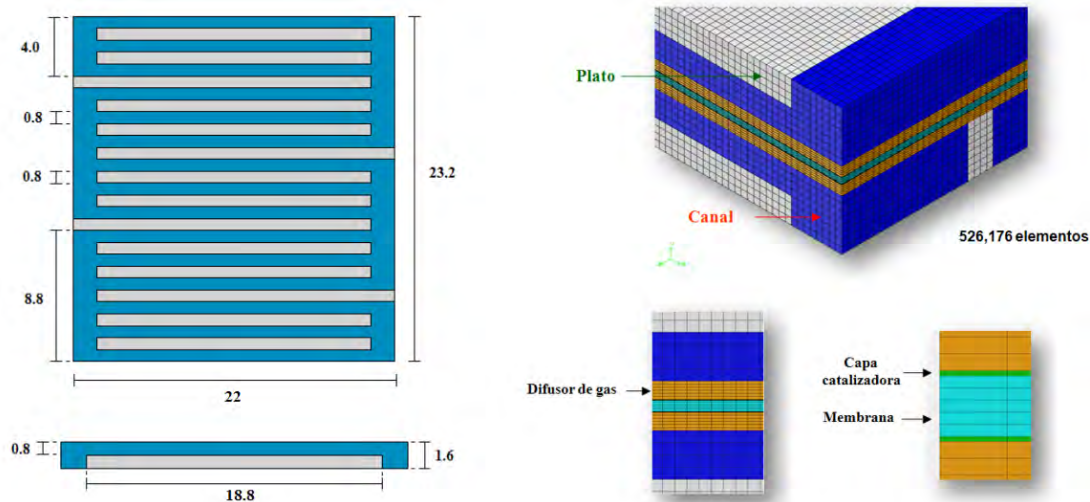 4.0
0.8
0.8
23.2
8.8
22
0.8
1.6
18.8
Plato
Canal
526,176 elementos
Difusor de gas
Capa
catalizadora
Membrana